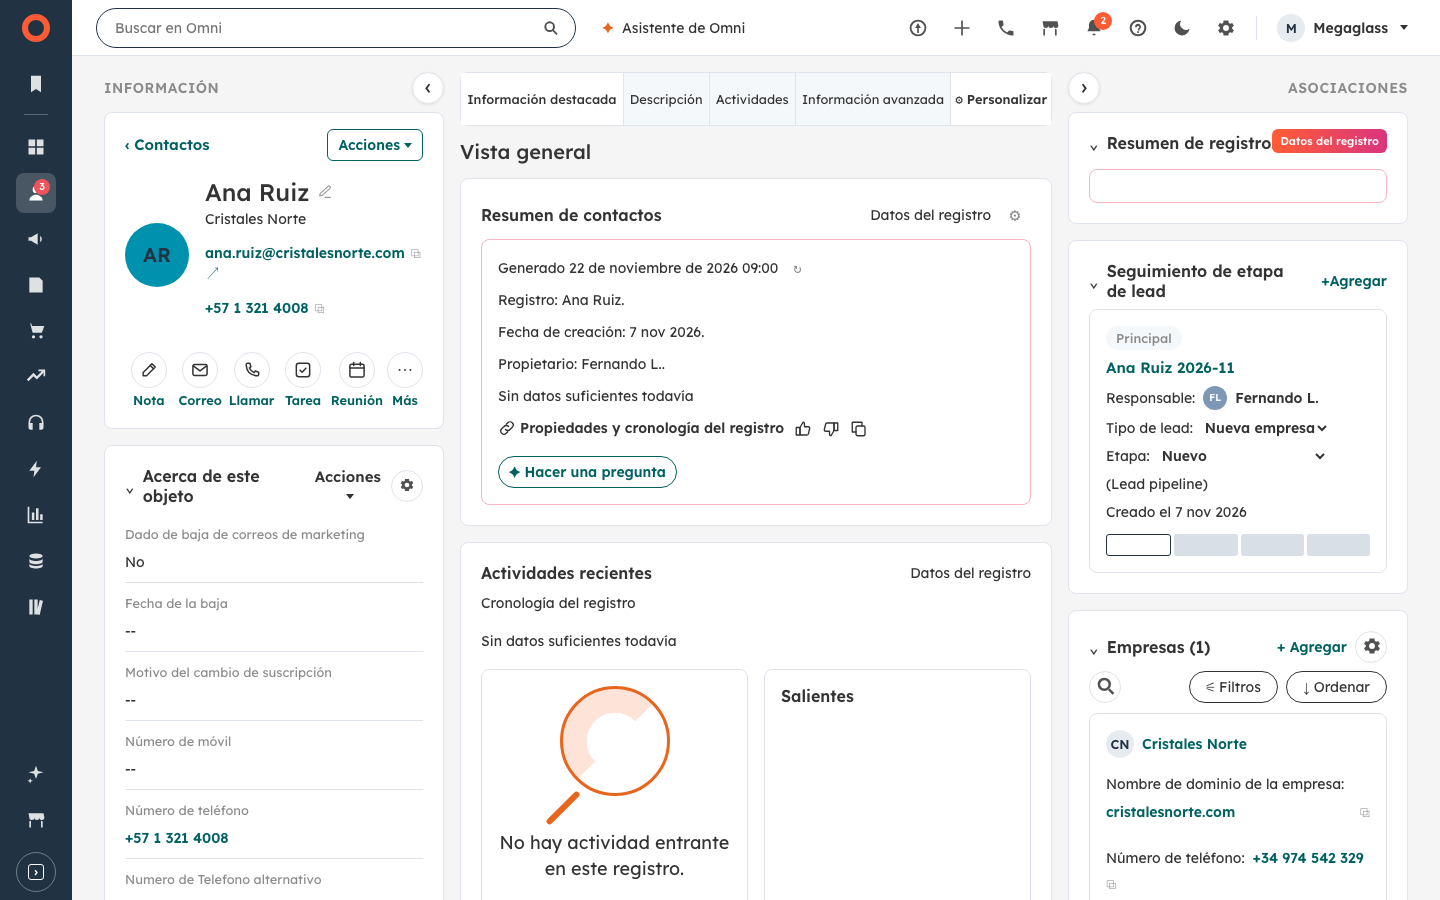 Buscar en Omni
Asistente de Omni
2
M
Megaglass
3
INFORMACIÓN
‹ Contactos
Acciones
Ana Ruiz
Cristales Norte
AR
ana.ruiz@cristalesnorte.com
+57 1 321 4008
Nota
Correo
Llamar
Tarea
Reunión
Más
Acerca de este
objeto
Acciones
Dado de baja de correos de marketing
No
Fecha de la baja
--
Motivo del cambio de suscripción
--
Número de móvil
--
Número de teléfono
+57 1 321 4008
Numero de Telefono alternativo
Información destacada
Descripción
Actividades
Información avanzada
Personalizar
Vista general
Resumen de contactos
Datos del registro
Generado 22 de noviembre de 2026 09:00
Registro: Ana Ruiz.
Fecha de creación: 7 nov 2026.
Propietario: Fernando L..
Sin datos suficientes todavía
Propiedades y cronología del registro
Hacer una pregunta
Actividades recientes
Datos del registro
Cronología del registro
Sin datos suficientes todavía
No hay actividad entrante
en este registro.
Salientes
ASOCIACIONES
Resumen de registro
Datos del registro
Seguimiento de etapa
de lead
+Agregar
Principal
Ana Ruiz 2026-11
Responsable: FL Fernando L.
Tipo de lead: Nueva empresa
Etapa: Nuevo
(Lead pipeline)
Creado el 7 nov 2026
Empresas (1)
+ Agregar
Filtros
↓ Ordenar
CN
Cristales Norte
Nombre de dominio de la empresa:
cristalesnorte.com
Número de teléfono: +34 974 542 329